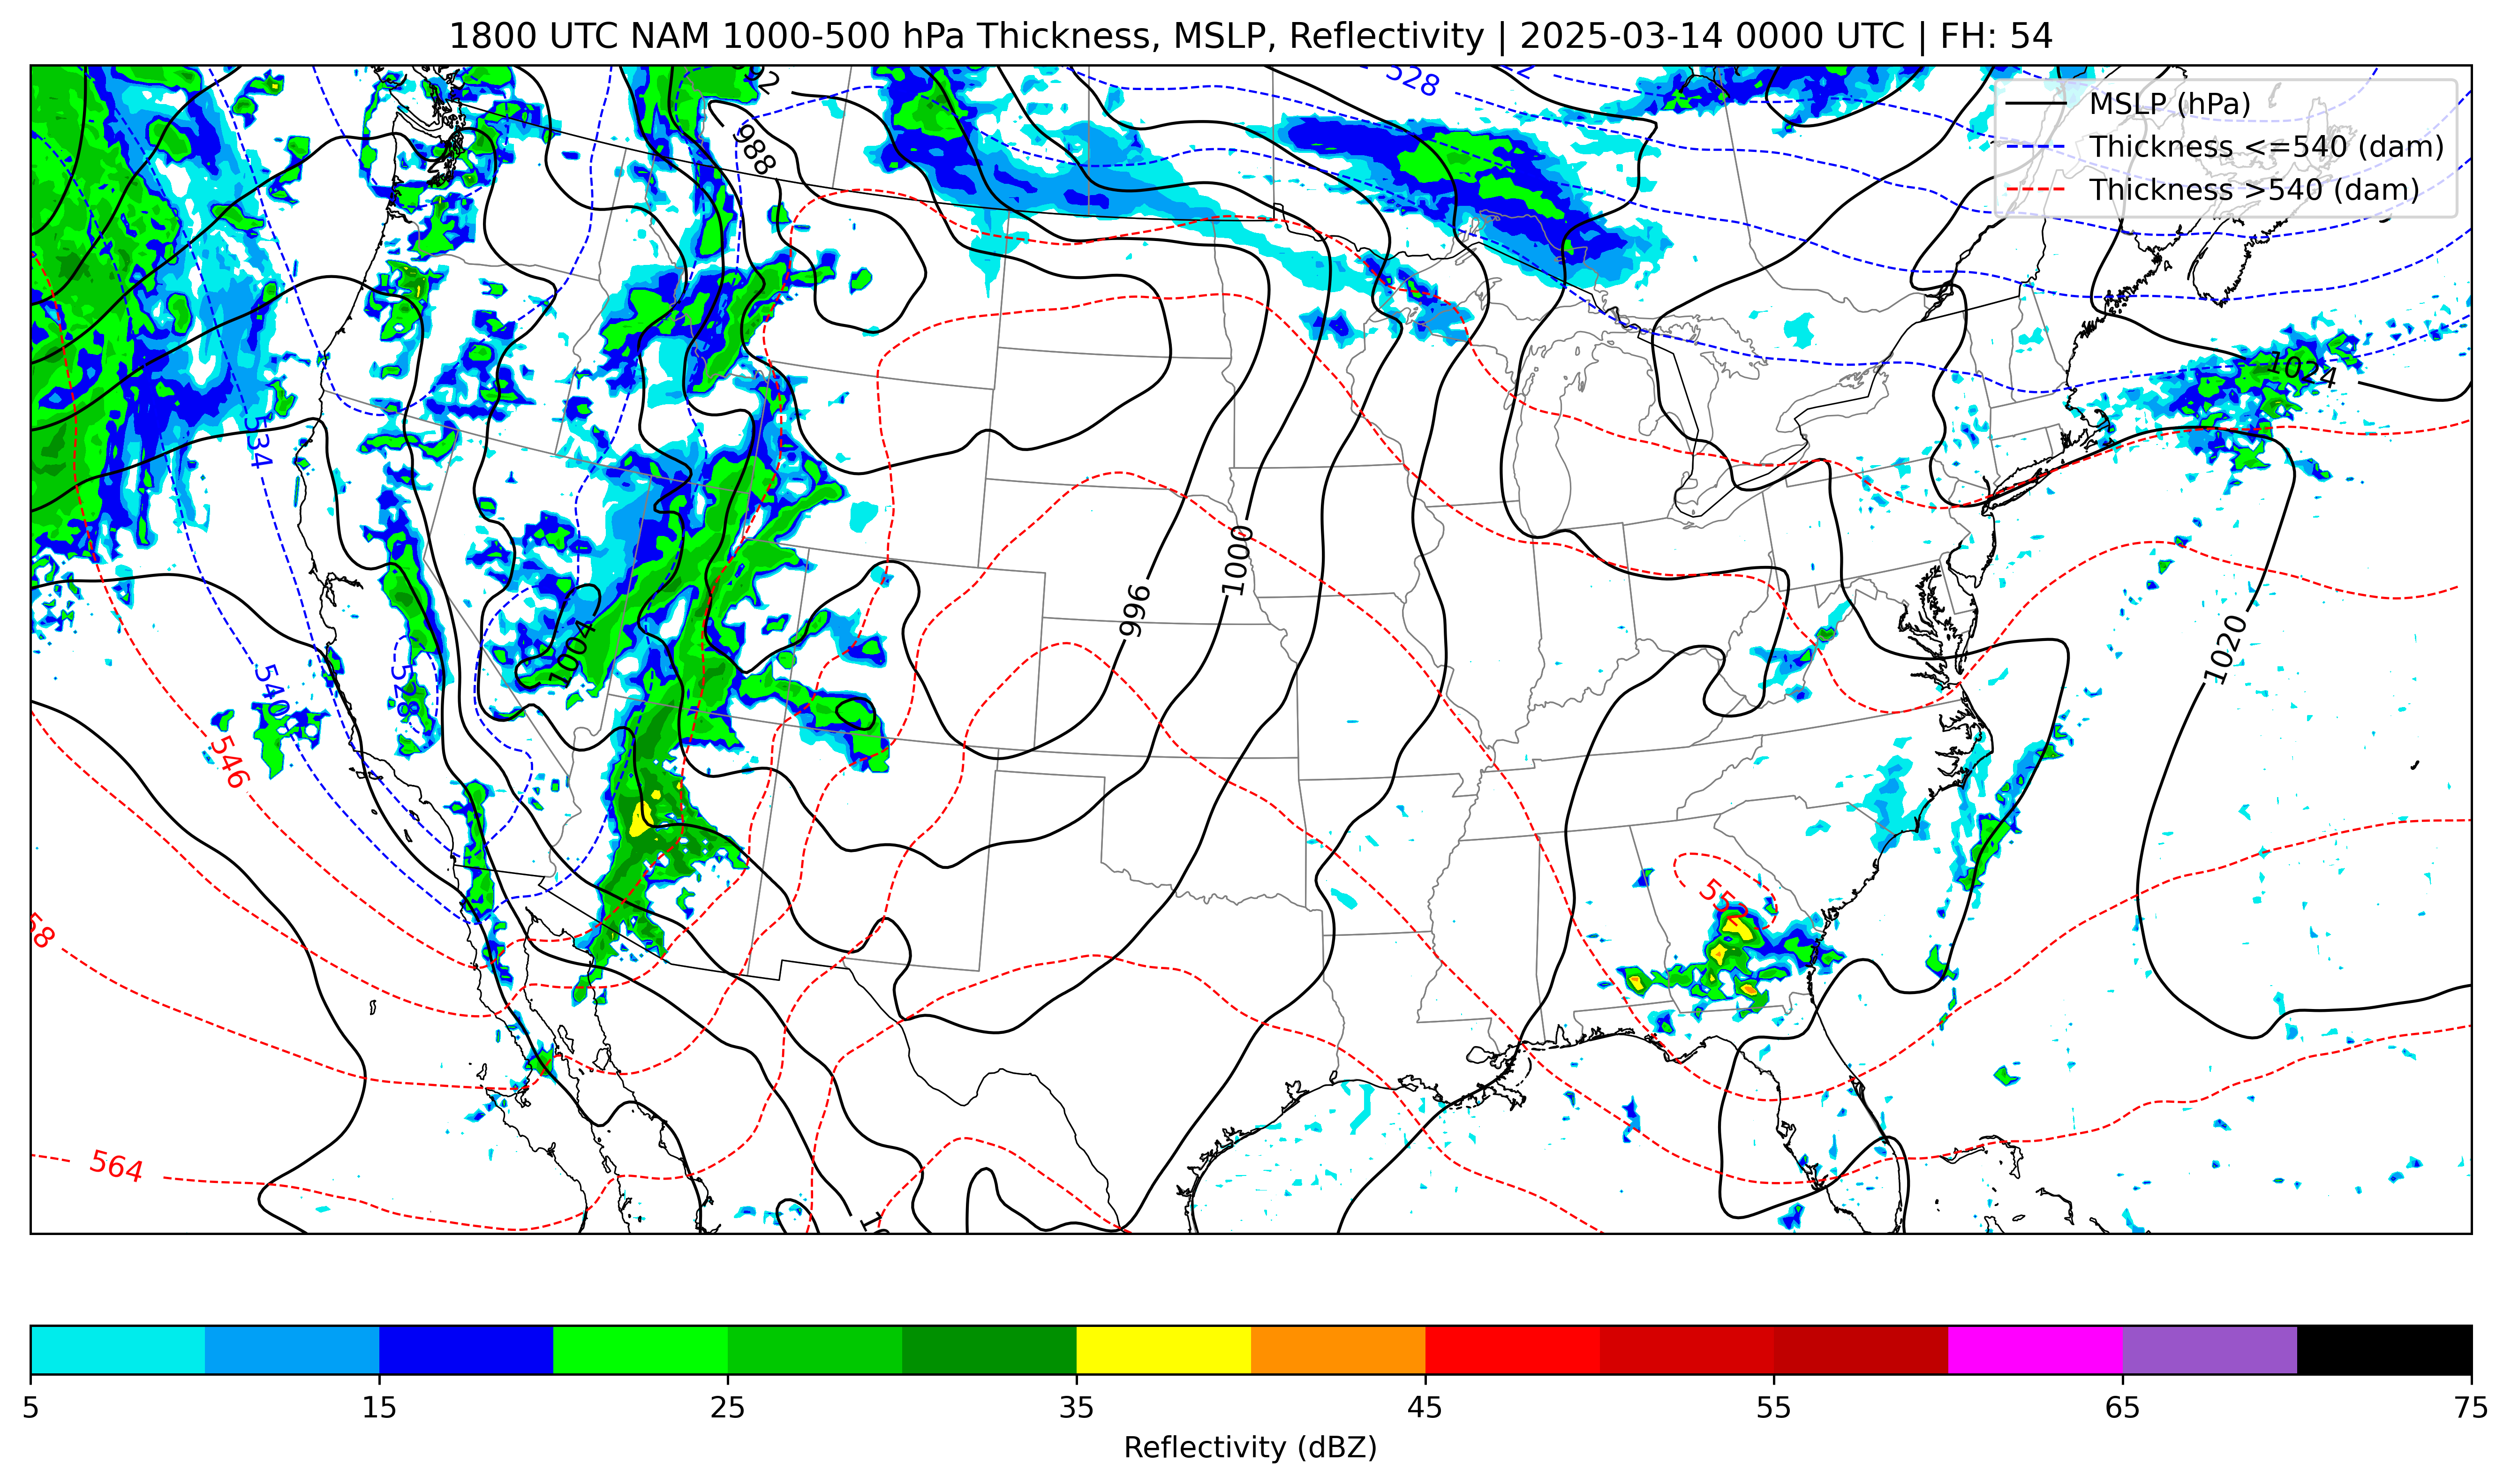 1800 UTC NAM 1000-500 hPa Thickness, MSLP, Reflectivity | 2025-03-14 0000 UTC | FH: 54
MSLP (hPa)
Thickness <=540 (dam)
Thickness >540 (dam)
528
988
1024
534
1000
996
1004
1020
528
540
546
552
564
5 15 25 35 45 55 65 75
Reflectivity (dBZ)